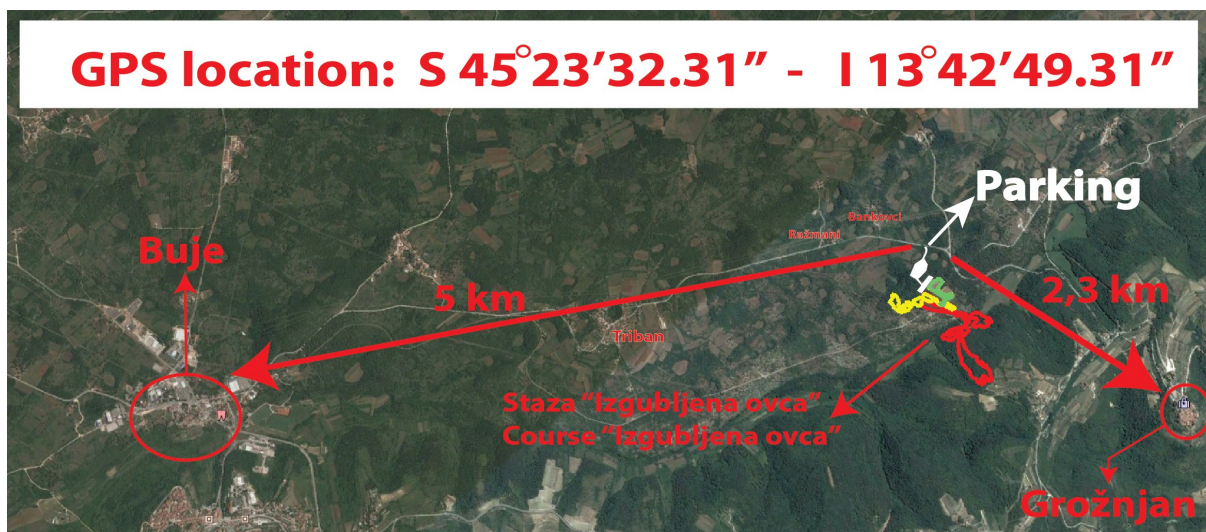 GPS location: S 45°23’32.31” - I 13°42’49.31”
Parking
Bankovci
Ražmani
Buje
5 km
2,3 km
Triban
Staza “Izgubljena ovca”
Course “Izgubljena ovca”
Grožnjan